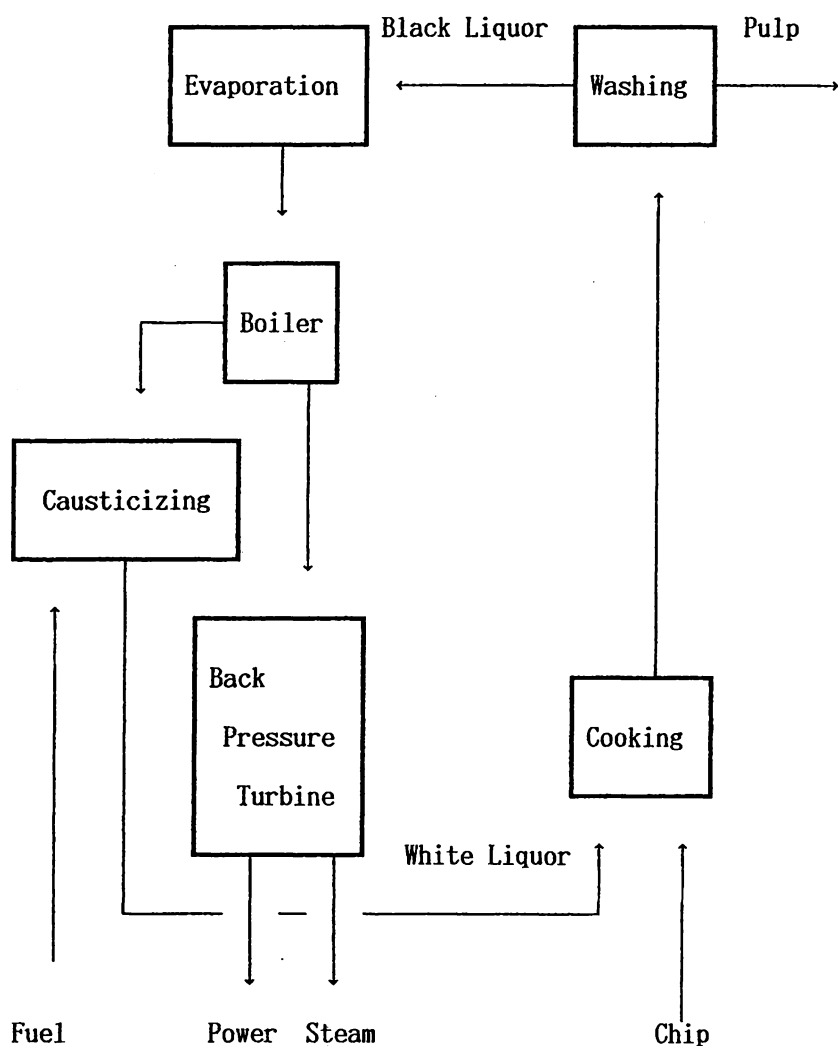 Black Liquor
Pulp
Evaporation
Washing
Boiler
Causticizing
Back
Pressure
Turbine
Cooking
White Liquor
Fuel
Power
Steam
Chip